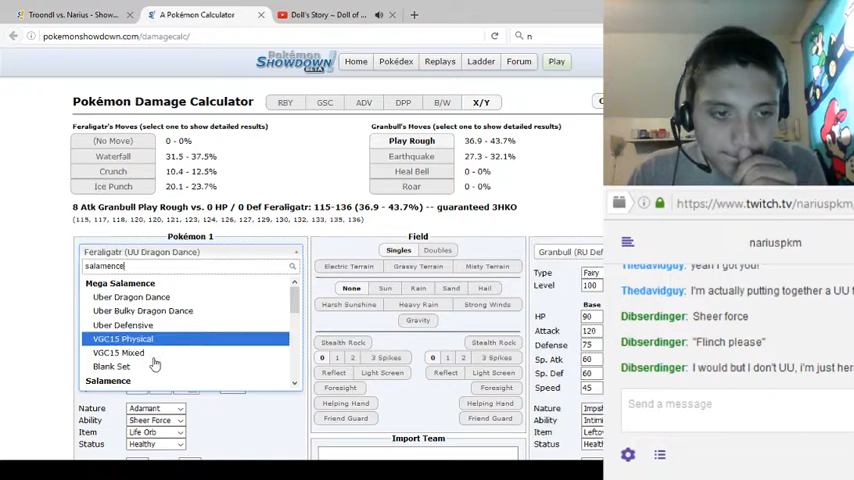 Troondl vs. Narius - Show...
A Pokémon Calculator
Doll's Story ~ Doll of ...
pokemonshowdown.com/damagecalc/
n
Pokémon
SHOWDOWN!
BETA
Home
Pokédex
Replays
Ladder
Forum
Play
Pokémon Damage Calculator
RBY
GSC
ADV
DPP
B/W
X/Y
Feraligatr's Moves (select one to show detailed results)
(No Move) 0 - 0%
Waterfall 31.5 - 37.5%
Crunch 10.4 - 12.5%
Ice Punch 20.1 - 23.7%
Granbull's Moves (select one to show detailed results)
Play Rough 36.9 - 43.7%
Earthquake 27.3 - 32.1%
Heal Bell 0 - 0%
Roar 0 - 0%
8 Atk Granbull Play Rough vs. 0 HP / 0 Def Feraligatr: 115-136 (36.9 - 43.7%) -- guaranteed 3HKO
(115, 117, 118, 120, 120, 121, 123, 124, 126, 127, 129, 130, 132, 133, 135, 136)
Pokémon 1
Feraligatr (UU Dragon Dance)
salamence
Mega Salamence
Uber Dragon Dance
Uber Bulky Dragon Dance
Uber Defensive
VGC15 Physical
VGC15 Mixed
Blank Set
Salamence
Nature Adamant
Ability Sheer Force
Item Life Orb
Status Healthy
Field
Singles
Doubles
Electric Terrain
Grassy Terrain
Misty Terrain
None
Sun
Rain
Sand
Hail
Harsh Sunshine
Heavy Rain
Strong Winds
Gravity
Stealth Rock
Stealth Rock
0 1 2 3 Spikes
0 1 2 3 Spikes
Reflect
Light Screen
Reflect
Light Screen
Foresight
Foresight
Helping Hand
Helping Hand
Friend Guard
Friend Guard
Import Team
Granbull (RU Def
Type Fairy
Level 100
Base
HP 90
Attack 120
Defense 75
Sp. Atk 60
Sp. Def 60
Speed 45
Nature Impish
Ability Intimi
Item Leftov
Status Healthy
https://www.twitch.tv/nariuspkm/
nariuspkm
Thedavidguy: yeah I got you!
Thedavidguy: I'm actually putting together a UU
Dibserdinger: Sheer force
Dibserdinger: "Flinch please"
Dibserdinger: I would but I don't UU, i'm just her
Send a message